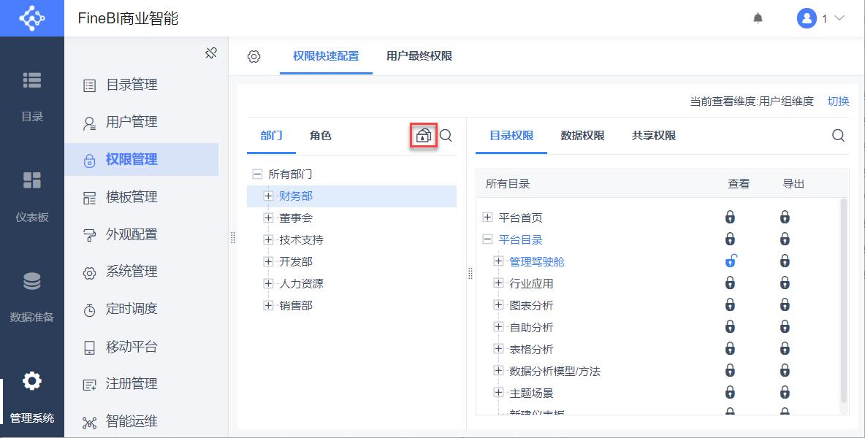 FineBI商业智能
1
目录
仪表板
数据准备
管理系统
目录管理
用户管理
权限管理
模板管理
外观配置
系统管理
定时调度
移动平台
注册管理
智能运维
权限快速配置 用户最终权限
当前查看维度:用户组维度 切换
部门 角色
所有部门
财务部
董事会
技术支持
开发部
人力资源
销售部
目录权限 数据权限 共享权限
所有目录 查看 导出
平台首页
平台目录
管理驾驶舱
行业应用
图表分析
自助分析
表格分析
数据分析模型/方法
主题场景
新建仪表板